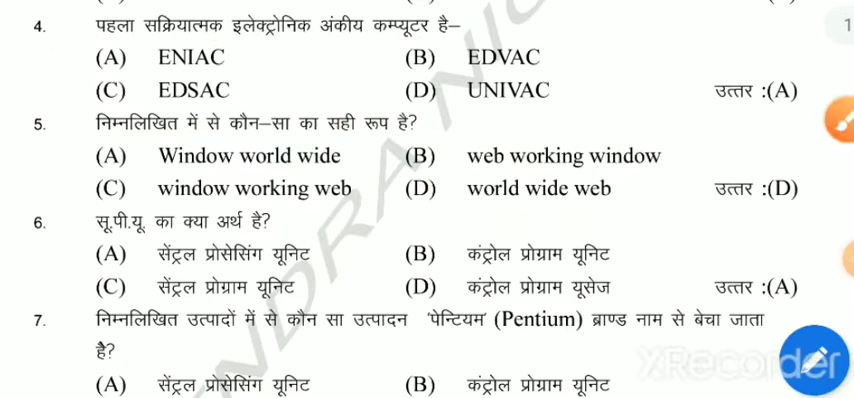 4. पहला सक्रियात्मक इलेक्ट्रोनिक अंकीय कम्प्यूटर है– 1
(A) ENIAC (B) EDVAC
(C) EDSAC (D) UNIVAC उत्तर :(A)
5. निम्नलिखित में से कौन–सा का सही रूप है?
(A) Window world wide (B) web working window
(C) window working web (D) world wide web उत्तर :(D)
6. सू.पी.यू. का क्या अर्थ है?
(A) सेंट्रल प्रोसेसिंग यूनिट (B) कंट्रोल प्रोग्राम यूनिट
(C) सेंट्रल प्रोग्राम यूनिट (D) कंट्रोल प्रोग्राम यूसेज उत्तर :(A)
7. निम्नलिखित उत्पादों में से कौन सा उत्पादन 'पेन्टियम' (Pentium) ब्राण्ड नाम से बेचा जाता
है?
XRecorder
(A) सेंट्रल प्रोसेसिंग यूनिट (B) कंट्रोल प्रोग्राम यूनिट